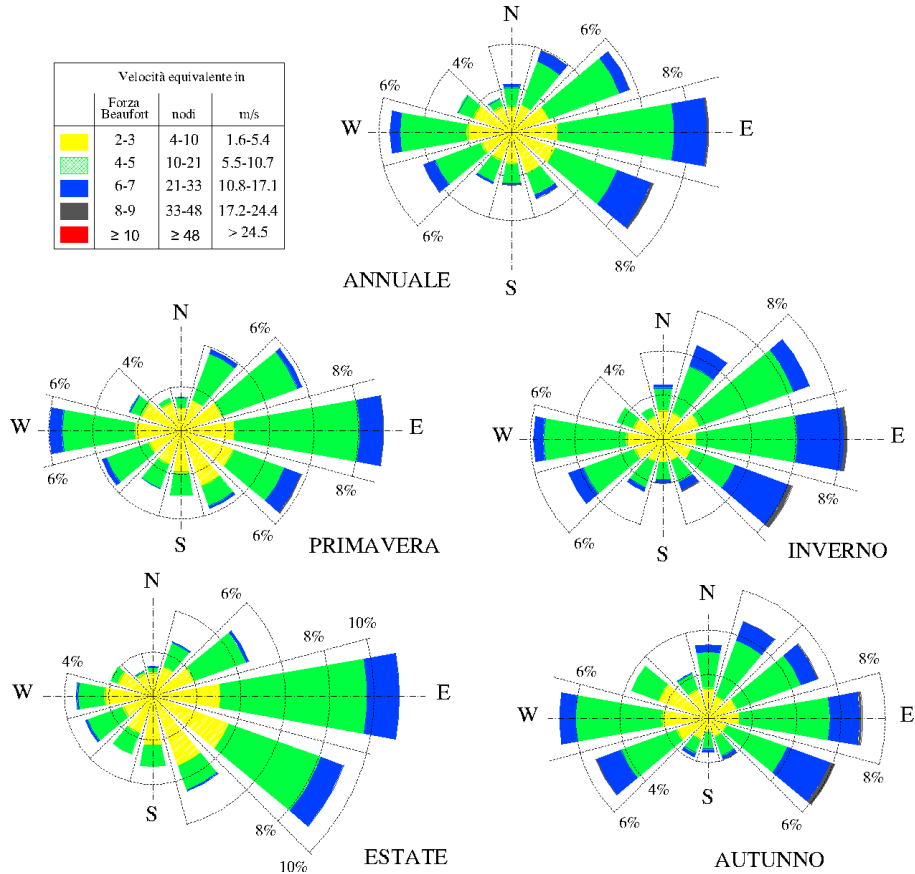 Velocità equivalente in
Forza Beaufort nodi m/s
2-3 4-10 1.6-5.4
4-5 10-21 5.5-10.7
6-7 21-33 10.8-17.1
8-9 33-48 17.2-24.4
≥ 10 ≥ 48 > 24.5
N
6%
4%
8%
6%
W
E
6%
8%
8%
S
ANNUALE
N
6%
4%
8%
6%
W
E
6%
8%
6%
S
PRIMAVERA
N
8%
4%
6%
W
E
8%
6%
S
INVERNO
N
6%
10%
8%
4%
W
E
S
8%
10%
ESTATE
N
8%
6%
W
E
8%
4%
6%
6%
S
AUTUNNO